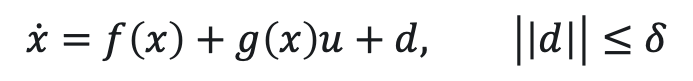 ẋ = f(x) + g(x)u + d, ||d|| ≤ δ